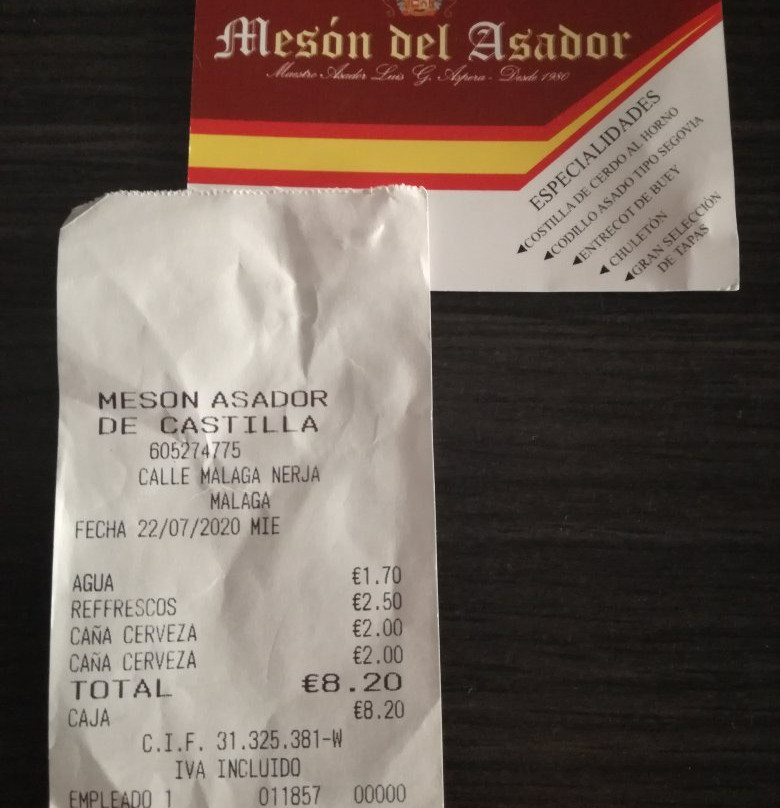 Mesón del Asador
Maestro Asador Luis G. Aspera - Desde 1980
ESPECIALIDADES
COSTILLA DE CERDO AL HORNO
CODILLO ASADO TIPO SEGOVIA
ENTRECOT DE BUEY
CHULETÓN
GRAN SELECCIÓN
DE TAPAS
MESON ASADOR
DE CASTILLA
605274775
CALLE MALAGA NERJA
MALAGA
FECHA 22/07/2020 MIE
AGUA €1.70
REFFRESCOS €2.50
CAÑA CERVEZA €2.00
CAÑA CERVEZA €2.00
TOTAL €8.20
CAJA €8.20
C.I.F. 31.325.381-W
IVA INCLUIDO
EMPLEADO 1 011857 00000